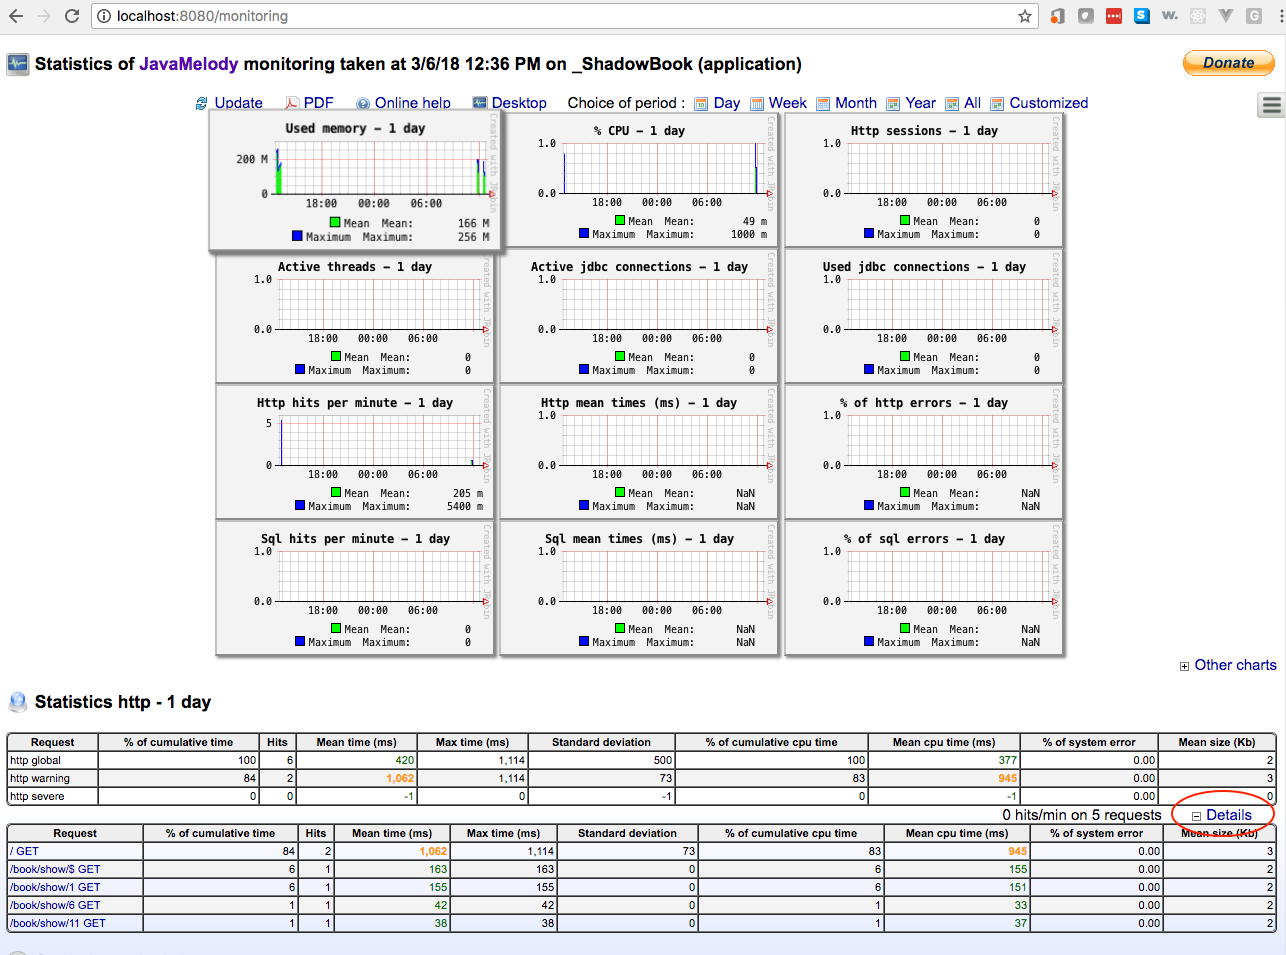 localhost:8080/monitoring
Statistics of JavaMelody monitoring taken at 3/6/18 12:36 PM on _ShadowBook (application)
Donate
Update PDF Online help Desktop Choice of period : Day Week Month Year All Customized
Used memory - 1 day
200 M
0
18:00 00:00 06:00
Mean Mean: 166 M
Maximum Maximum: 256 M
% CPU - 1 day
1.0
0.0
18:00 00:00 06:00
Mean Mean: 49 m
Maximum Maximum: 1000 m
Http sessions - 1 day
1.0
0.0
18:00 00:00 06:00
Mean Mean: 0
Maximum Maximum: 0
Active threads - 1 day
1.0
0.0
18:00 00:00 06:00
Mean Mean: 0
Maximum Maximum: 0
Active jdbc connections - 1 day
1.0
0.0
18:00 00:00 06:00
Mean Mean: 0
Maximum Maximum: 0
Used jdbc connections - 1 day
1.0
0.0
18:00 00:00 06:00
Mean Mean: 0
Maximum Maximum: 0
Http hits per minute - 1 day
5
0
18:00 00:00 06:00
Mean Mean: 205 m
Maximum Maximum: 5400 m
Http mean times (ms) - 1 day
1.0
0.0
18:00 00:00 06:00
Mean Mean: NaN
Maximum Maximum: NaN
% of http errors - 1 day
1.0
0.0
18:00 00:00 06:00
Mean Mean: NaN
Maximum Maximum: NaN
Sql hits per minute - 1 day
1.0
0.0
18:00 00:00 06:00
Mean Mean: 0
Maximum Maximum: 0
Sql mean times (ms) - 1 day
1.0
0.0
18:00 00:00 06:00
Mean Mean: NaN
Maximum Maximum: NaN
% of sql errors - 1 day
1.0
0.0
18:00 00:00 06:00
Mean Mean: NaN
Maximum Maximum: NaN
Other charts
Statistics http - 1 day
Request % of cumulative time Hits Mean time (ms) Max time (ms) Standard deviation % of cumulative cpu time Mean cpu time (ms) % of system error Mean size (Kb)
http global 100 6 420 1,114 500 100 377 0.00 2
http warning 84 2 1,062 1,114 73 83 945 0.00 3
http severe 0 0 -1 0 -1 0 -1 0.00 0
0 hits/min on 5 requests Details
Request % of cumulative time Hits Mean time (ms) Max time (ms) Standard deviation % of cumulative cpu time Mean cpu time (ms) % of system error Mean size (Kb)
/ GET 84 2 1,062 1,114 73 83 945 0.00 3
/book/show/$ GET 6 1 163 163 0 6 155 0.00 2
/book/show/1 GET 6 1 155 155 0 6 151 0.00 2
/book/show/6 GET 1 1 42 42 0 1 33 0.00 2
/book/show/11 GET 1 1 38 38 0 1 37 0.00 2